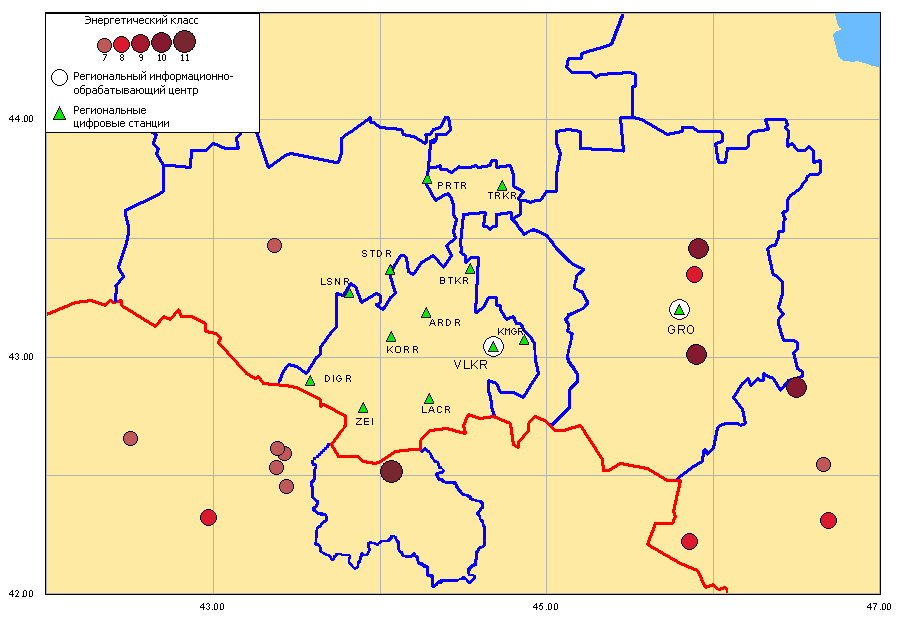 Энергетический класс
7 8 9 10 11
Региональный информационно-
обрабатывающий центр
Региональные
цифровые станции
44.00
PRTR
TRKR
STDR
LSNR
BTKR
ARDR
GRO
KMGR
KORR
43.00
VLKR
DIGR
LACR
ZEI
42.00
43.00 45.00 47.00